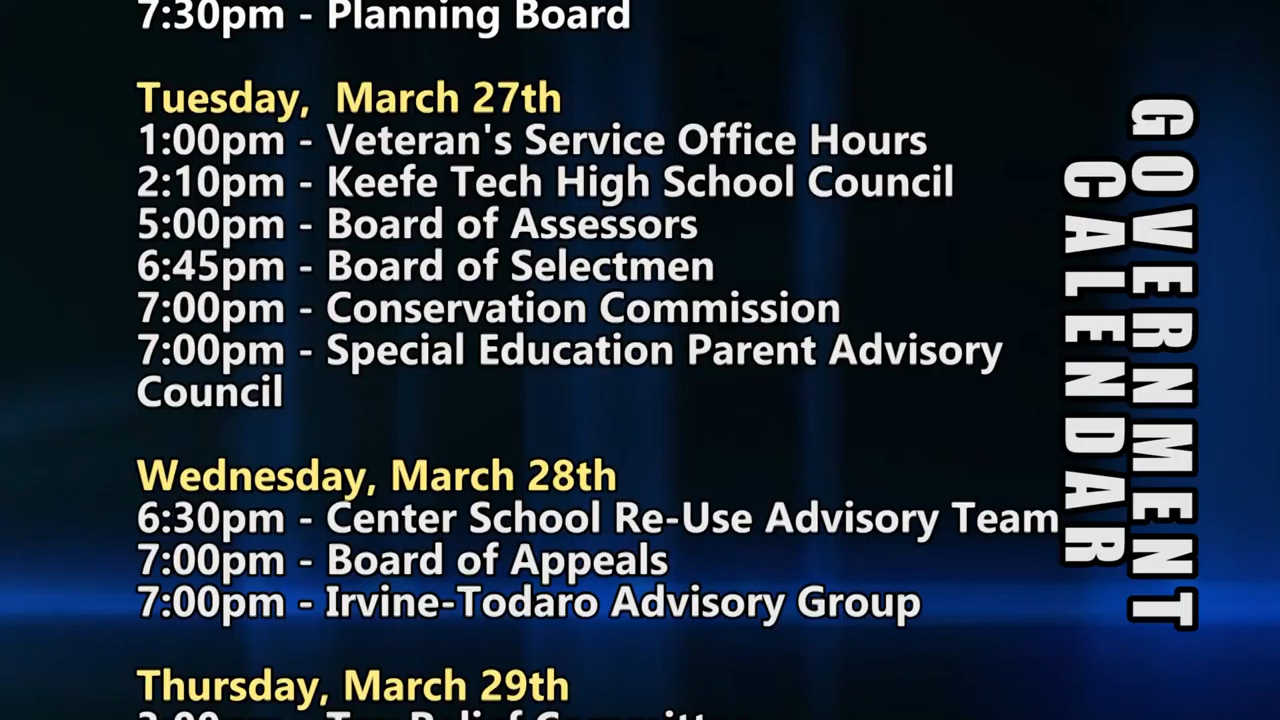 7:30pm - Planning Board
Tuesday,  March 27th
1:00pm - Veteran's Service Office Hours
2:10pm - Keefe Tech High School Council
5:00pm - Board of Assessors
6:45pm - Board of Selectmen
7:00pm - Conservation Commission
7:00pm - Special Education Parent Advisory
Council
Wednesday, March 28th
6:30pm - Center School Re-Use Advisory Team
7:00pm - Board of Appeals
7:00pm - Irvine-Todaro Advisory Group
Thursday, March 29th
GOVERNMENT
CALENDAR